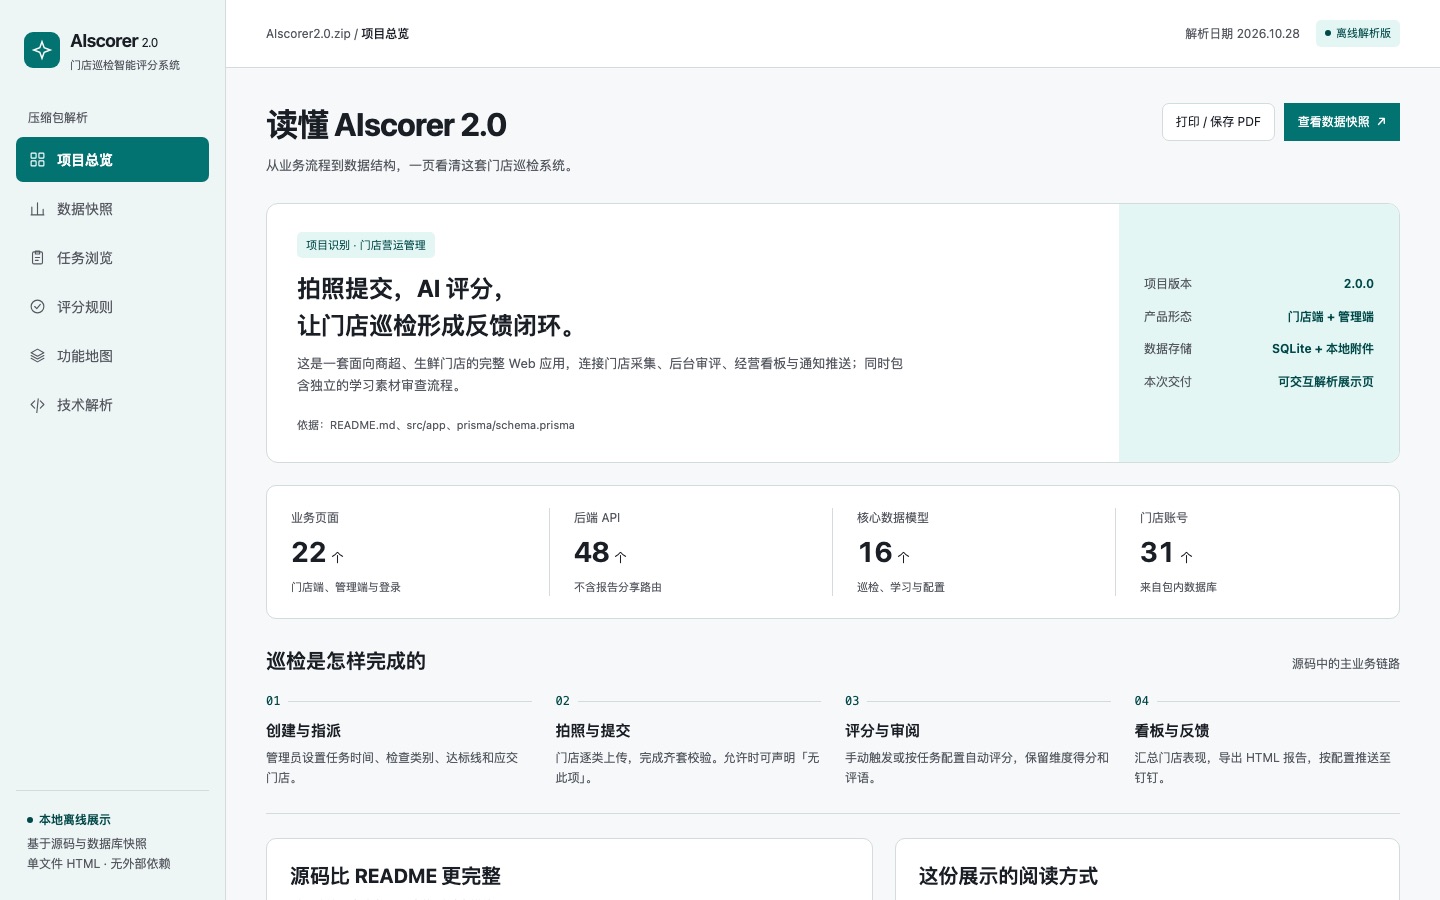 AIscorer 2.0
门店巡检智能评分系统
压缩包解析
项目总览
数据快照
任务浏览
评分规则
功能地图
技术解析
本地离线展示
基于源码与数据库快照
单文件 HTML · 无外部依赖
AIscorer2.0.zip / 项目总览
解析日期 2026.10.28
离线解析版
读懂 AIscorer 2.0
从业务流程到数据结构，一页看清这套门店巡检系统。
打印 / 保存 PDF
查看数据快照
项目识别 · 门店营运管理
拍照提交，AI 评分，
让门店巡检形成反馈闭环。
这是一套面向商超、生鲜门店的完整 Web 应用，连接门店采集、后台审评、经营看板与通知推送；同时包
含独立的学习素材审查流程。
依据：README.md、src/app、prisma/schema.prisma
项目版本 2.0.0
产品形态 门店端 + 管理端
数据存储 SQLite + 本地附件
本次交付 可交互解析展示页
业务页面
22 个
门店端、管理端与登录
后端 API
48 个
不含报告分享路由
核心数据模型
16 个
巡检、学习与配置
门店账号
31 个
来自包内数据库
巡检是怎样完成的
源码中的主业务链路
01
创建与指派
管理员设置任务时间、检查类别、达标线和应交
门店。
02
拍照与提交
门店逐类上传，完成齐套校验。允许时可声明「无
此项」。
03
评分与审阅
手动触发或按任务配置自动评分，保留维度得分和
评语。
04
看板与反馈
汇总门店表现，导出 HTML 报告，按配置推送至
钉钉。
源码比 README 更完整
这份展示的阅读方式